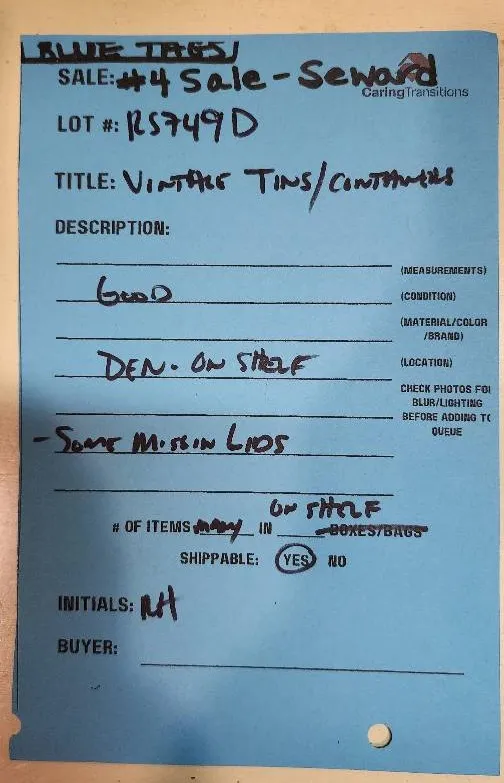 BLUE TAGS
SALE: #4 Sale - Seward
CaringTransitions
LOT #: RS749D
TITLE: VINTAGE TINS/CONTAINERS
DESCRIPTION:
(MEASUREMENTS)
GOOD (CONDITION)
(MATERIAL/COLOR
/BRAND)
DEN. ON SHELF (LOCATION)
CHECK PHOTOS FOR
BLUR/LIGHTING
BEFORE ADDING TO
QUEUE
- SOME MISSIN LIDS
ON SHELF
# OF ITEMS MANY IN BOXES/BAGS
SHIPPABLE: YES NO
INITIALS: RH
BUYER: